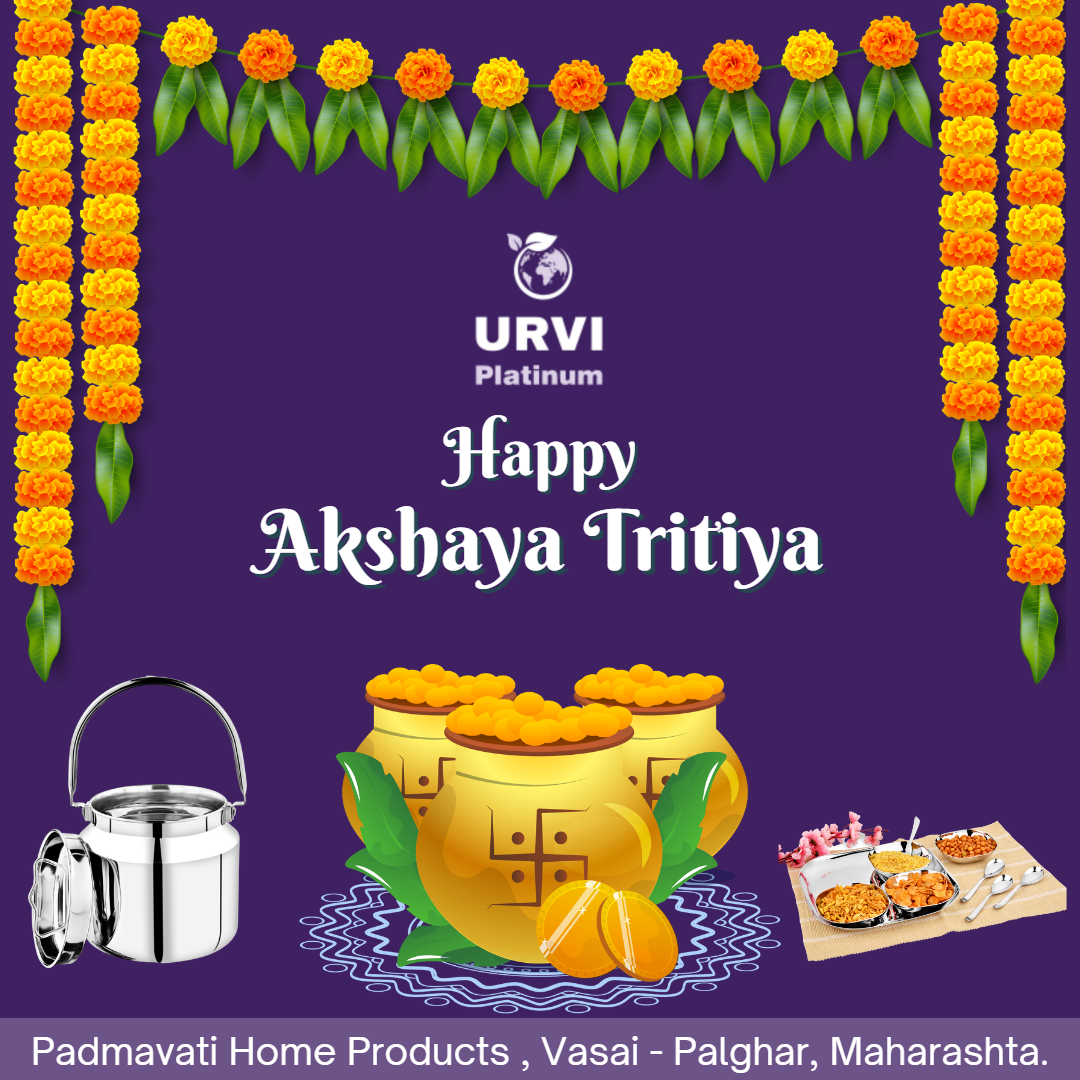 URVI
Platinum
Happy
Akshaya Tritiya
Padmavati Home Products , Vasai - Palghar, Maharashta.